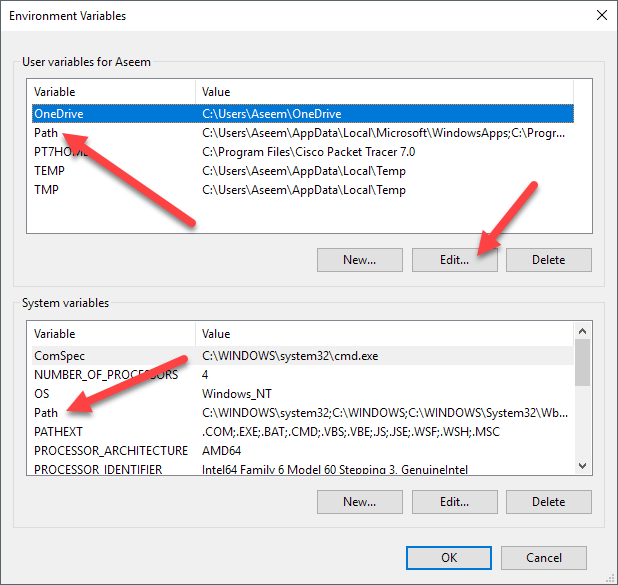 Environment Variables
User variables for Aseem
Variable Value
OneDrive C:\Users\Aseem\OneDrive
Path C:\Users\Aseem\AppData\Local\Microsoft\WindowsApps;C:\Progr...
PT7HOME C:\Program Files\Cisco Packet Tracer 7.0
TEMP C:\Users\Aseem\AppData\Local\Temp
TMP C:\Users\Aseem\AppData\Local\Temp
New... Edit... Delete
System variables
Variable Value
ComSpec C:\WINDOWS\system32\cmd.exe
NUMBER_OF_PROCESSORS 4
OS Windows_NT
Path C:\WINDOWS\system32;C:\WINDOWS;C:\WINDOWS\System32\Wb...
PATHEXT .COM;.EXE;.BAT;.CMD;.VBS;.VBE;.JS;.JSE;.WSF;.WSH;.MSC
PROCESSOR_ARCHITECTURE AMD64
PROCESSOR_IDENTIFIER Intel64 Family 6 Model 60 Stepping 3, GenuineIntel
New... Edit... Delete
OK Cancel